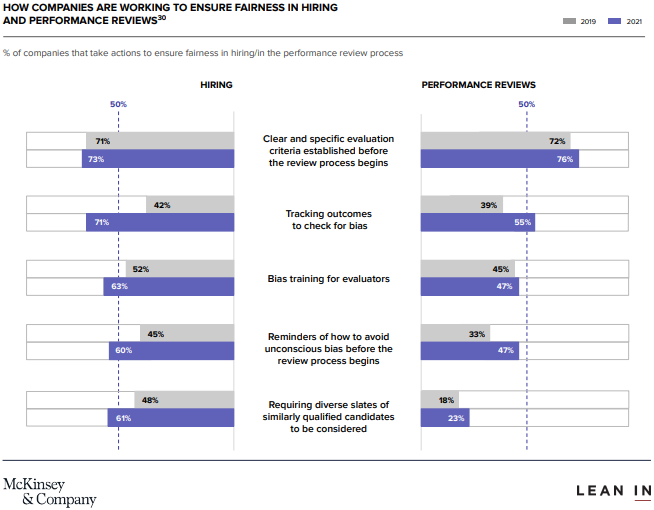 HOW COMPANIES ARE WORKING TO ENSURE FAIRNESS IN HIRING
AND PERFORMANCE REVIEWS30
2019 2021
% of companies that take actions to ensure fairness in hiring/in the performance review process
HIRING
PERFORMANCE REVIEWS
50%
50%
71%
73%
Clear and specific evaluation
criteria established before
the review process begins
72%
76%
42%
71%
Tracking outcomes
to check for bias
39%
55%
52%
63%
Bias training for evaluators
45%
47%
45%
60%
Reminders of how to avoid
unconscious bias before the
review process begins
33%
47%
48%
61%
Requiring diverse slates of
similarly qualified candidates
to be considered
18%
23%
McKinsey
& Company
LEAN IN